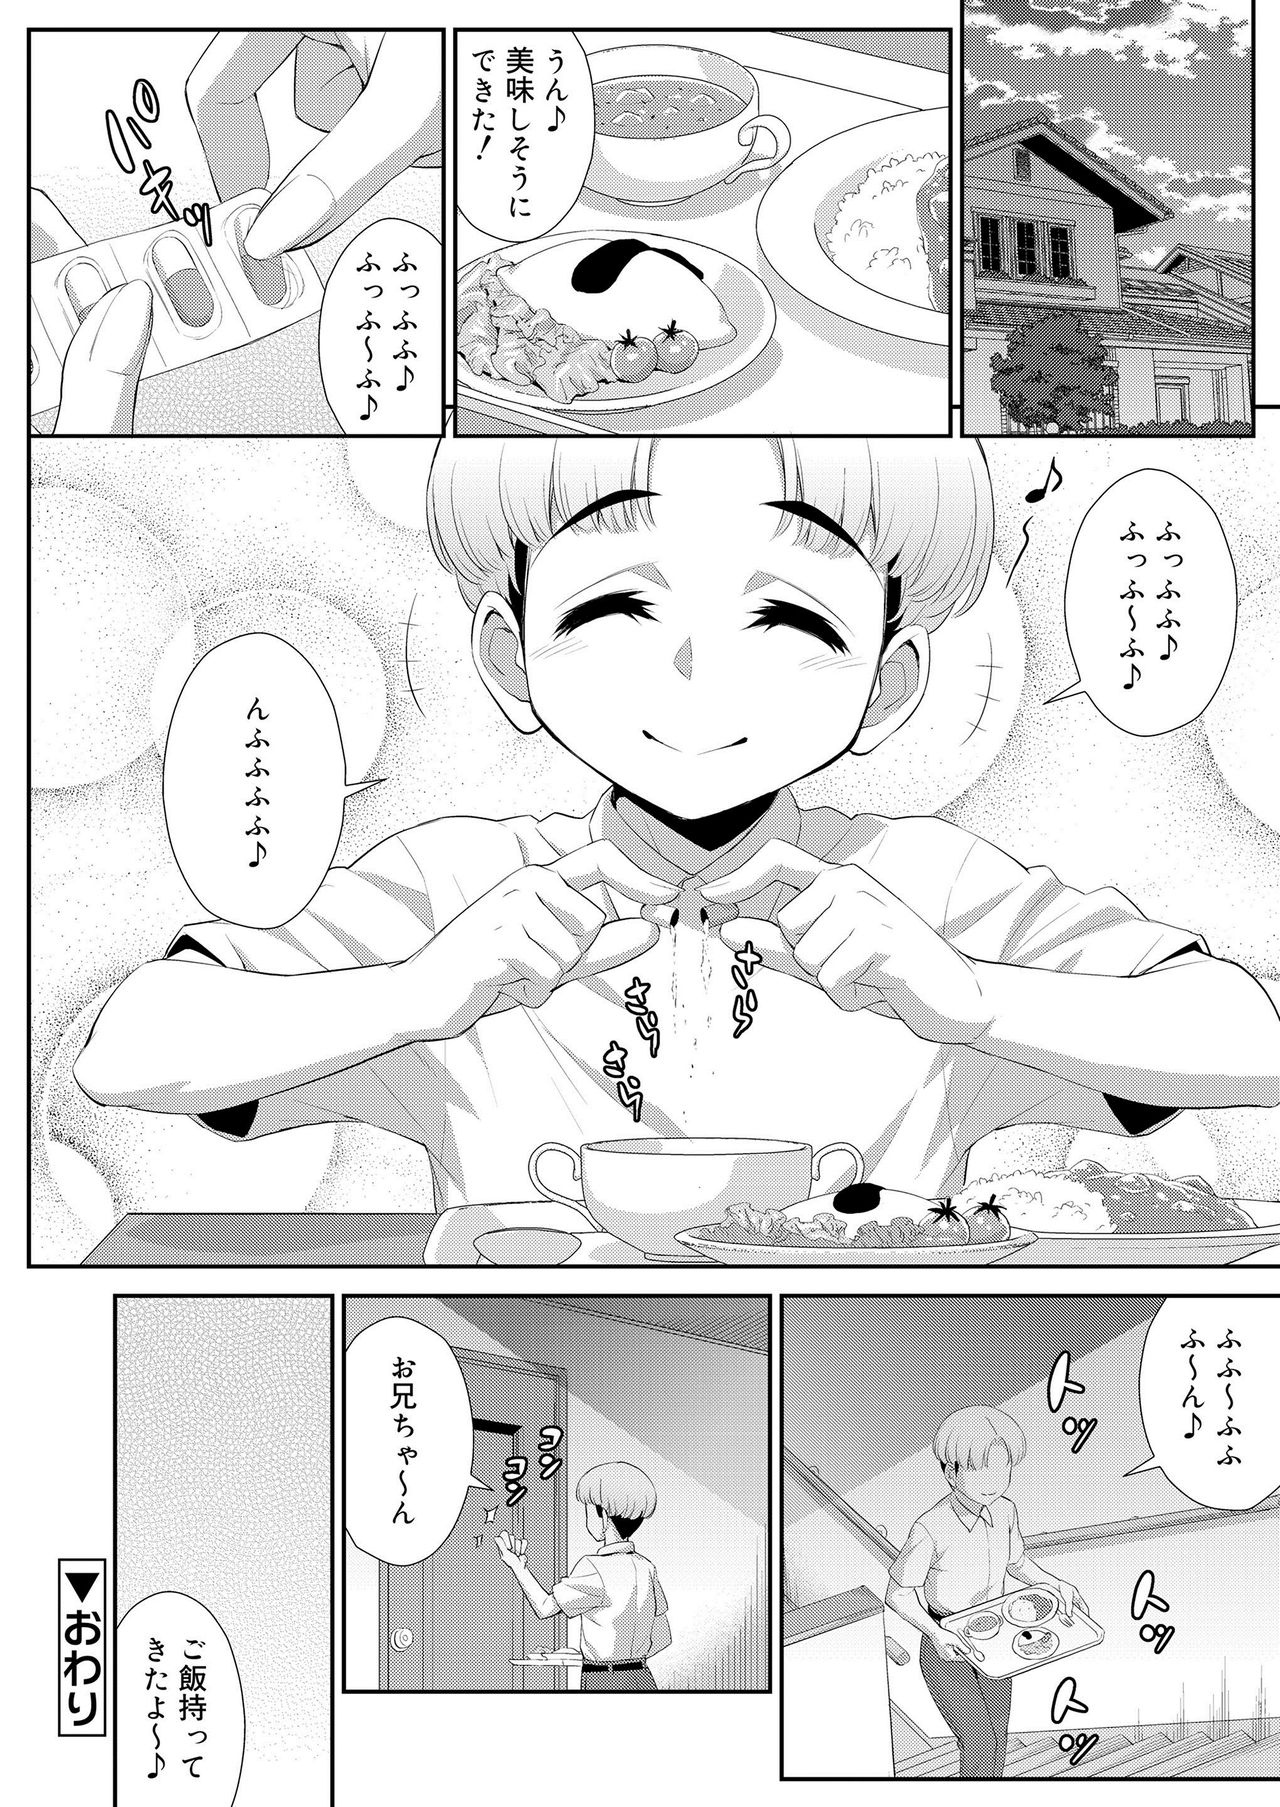 うん♪
美味しそうに
できた！
パキッ
ふっふふ♪
ふっふ～ふ♪
ふっふふ♪
ふっふ～ふ♪
んふふふふ♪
さらら
さらら
さらら
ふふ～ふふ
ふ～ん♪
トッ
トッ
トッ
お兄ちゃ～ん
コン
コン
ご飯持って
きたよ～♪
▼おわり